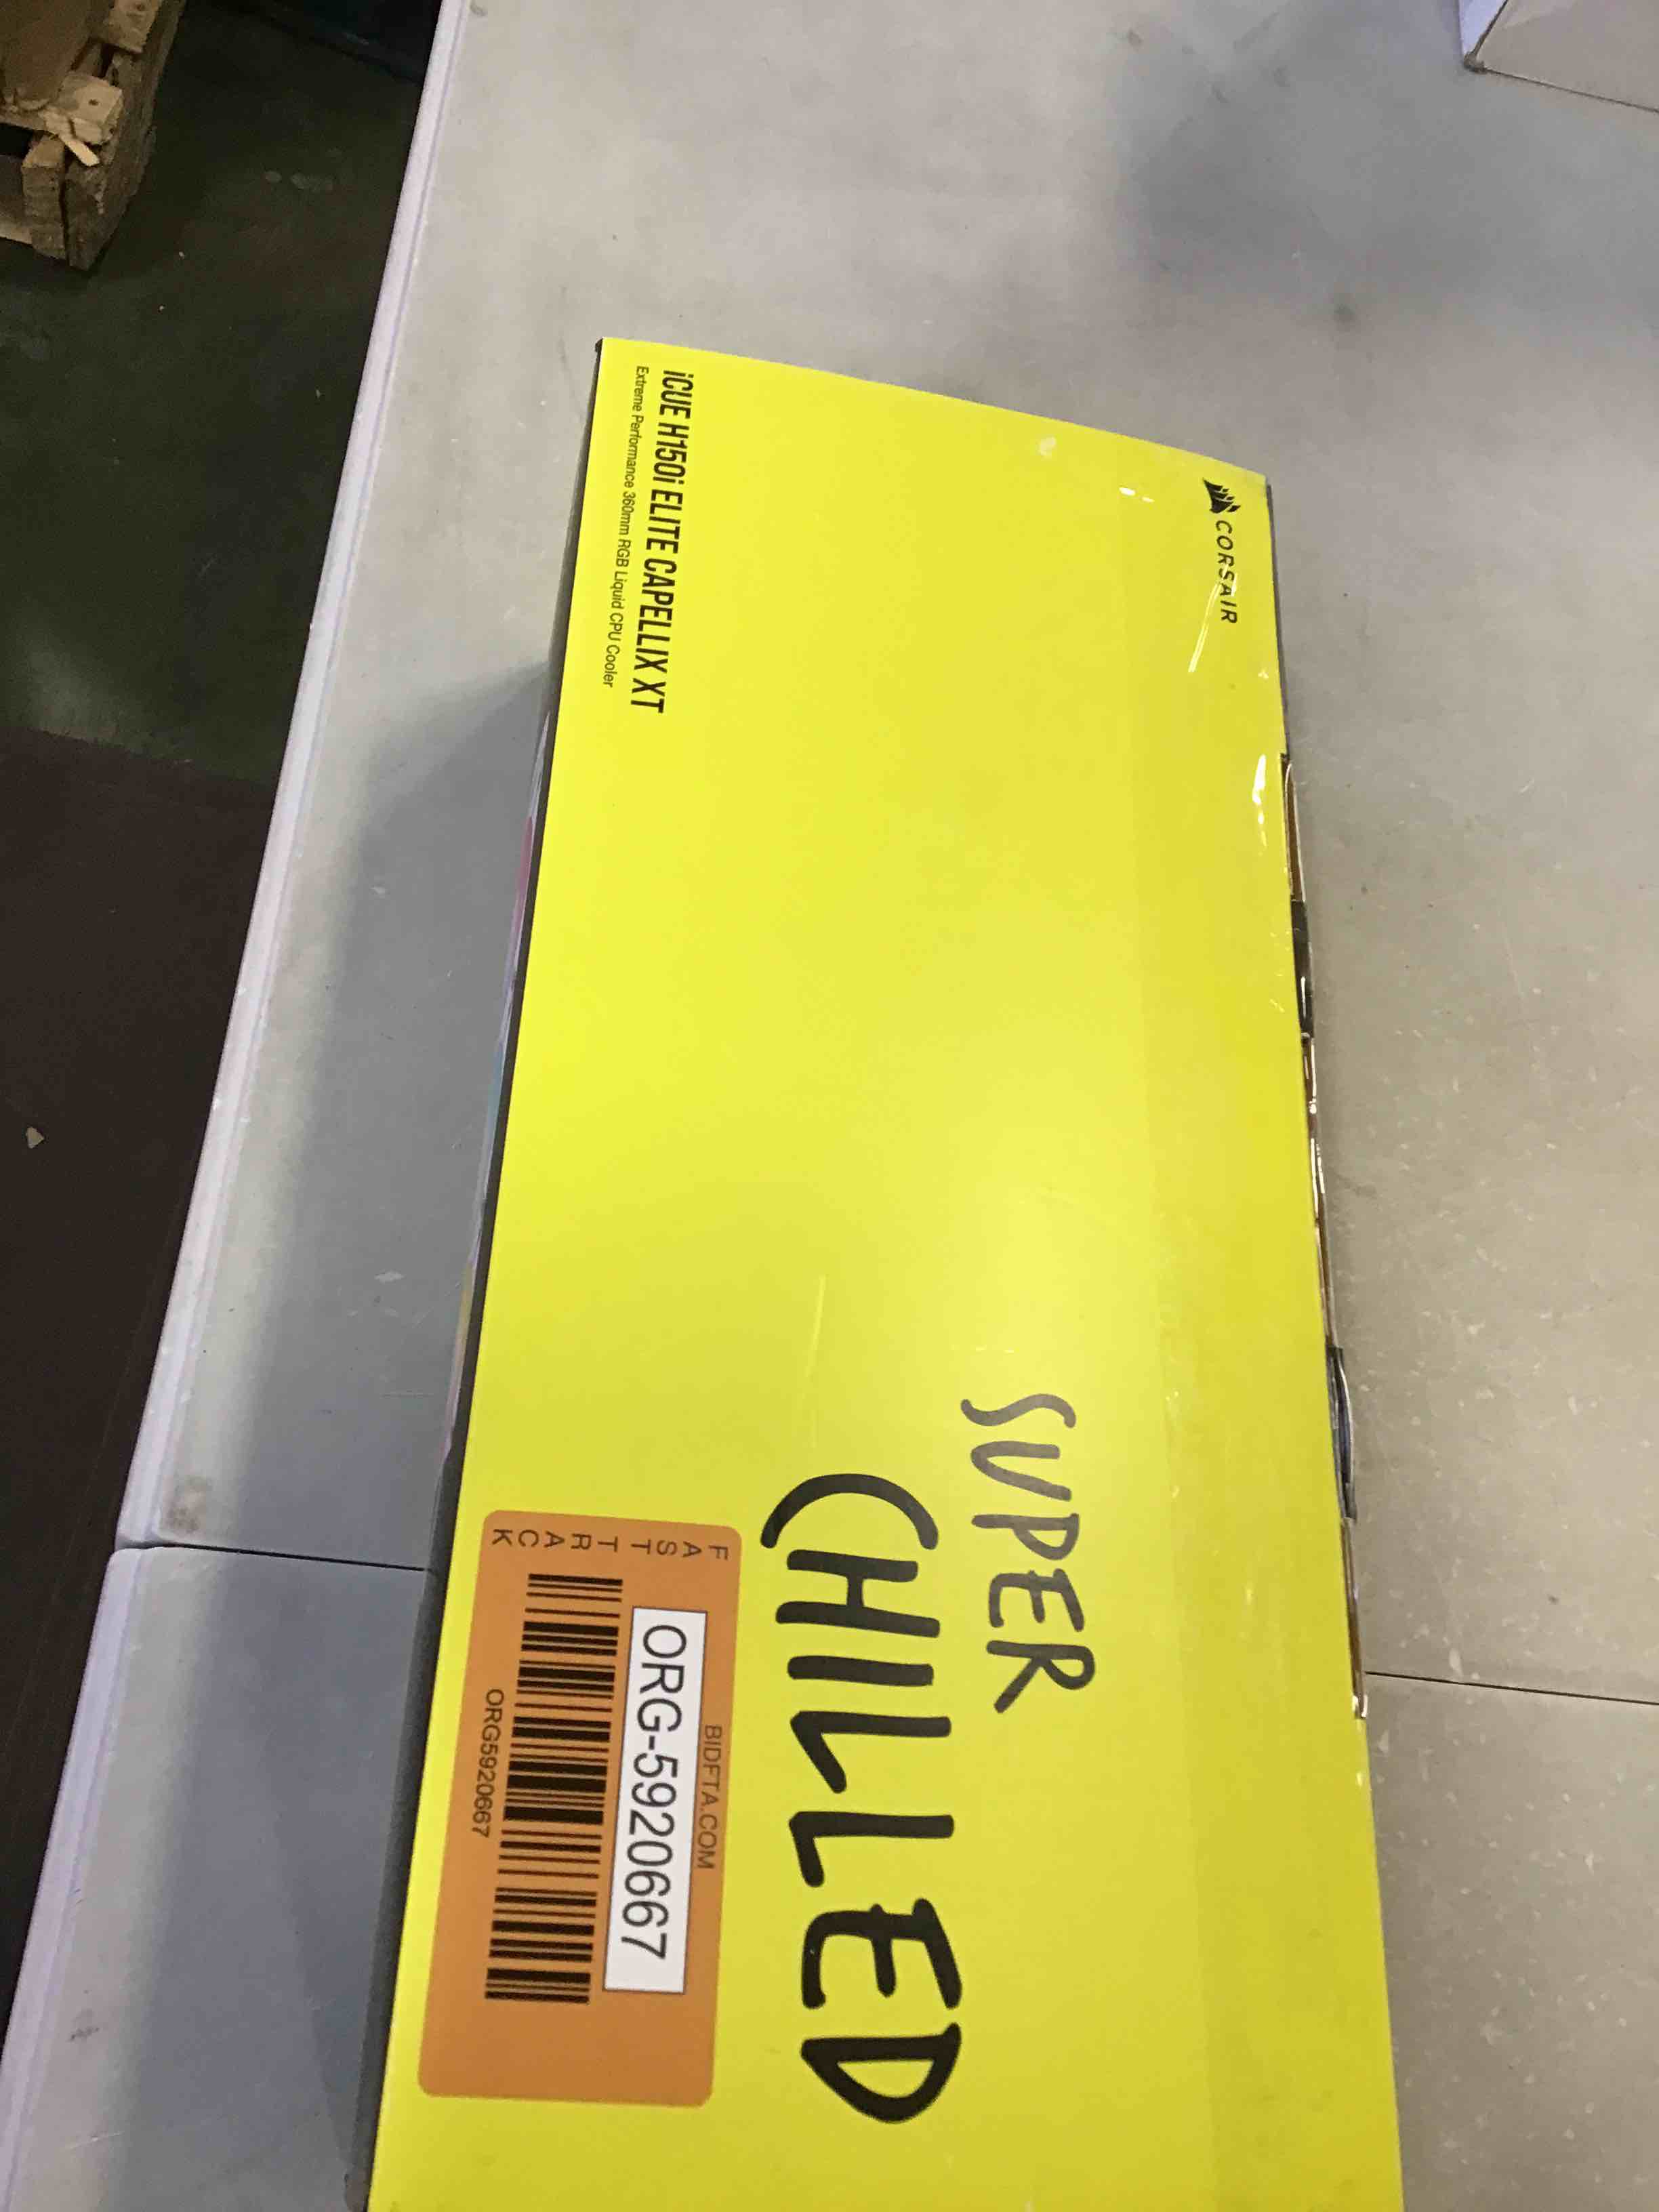 CORSAIR
iCUE H150i ELITE CAPELLIX XT
Extreme Performance 360mm RGB Liquid CPU Cooler
SUPER
CHILLED
FAST TRACK
BIDFTA.COM
ORG-5920667
ORG5920667